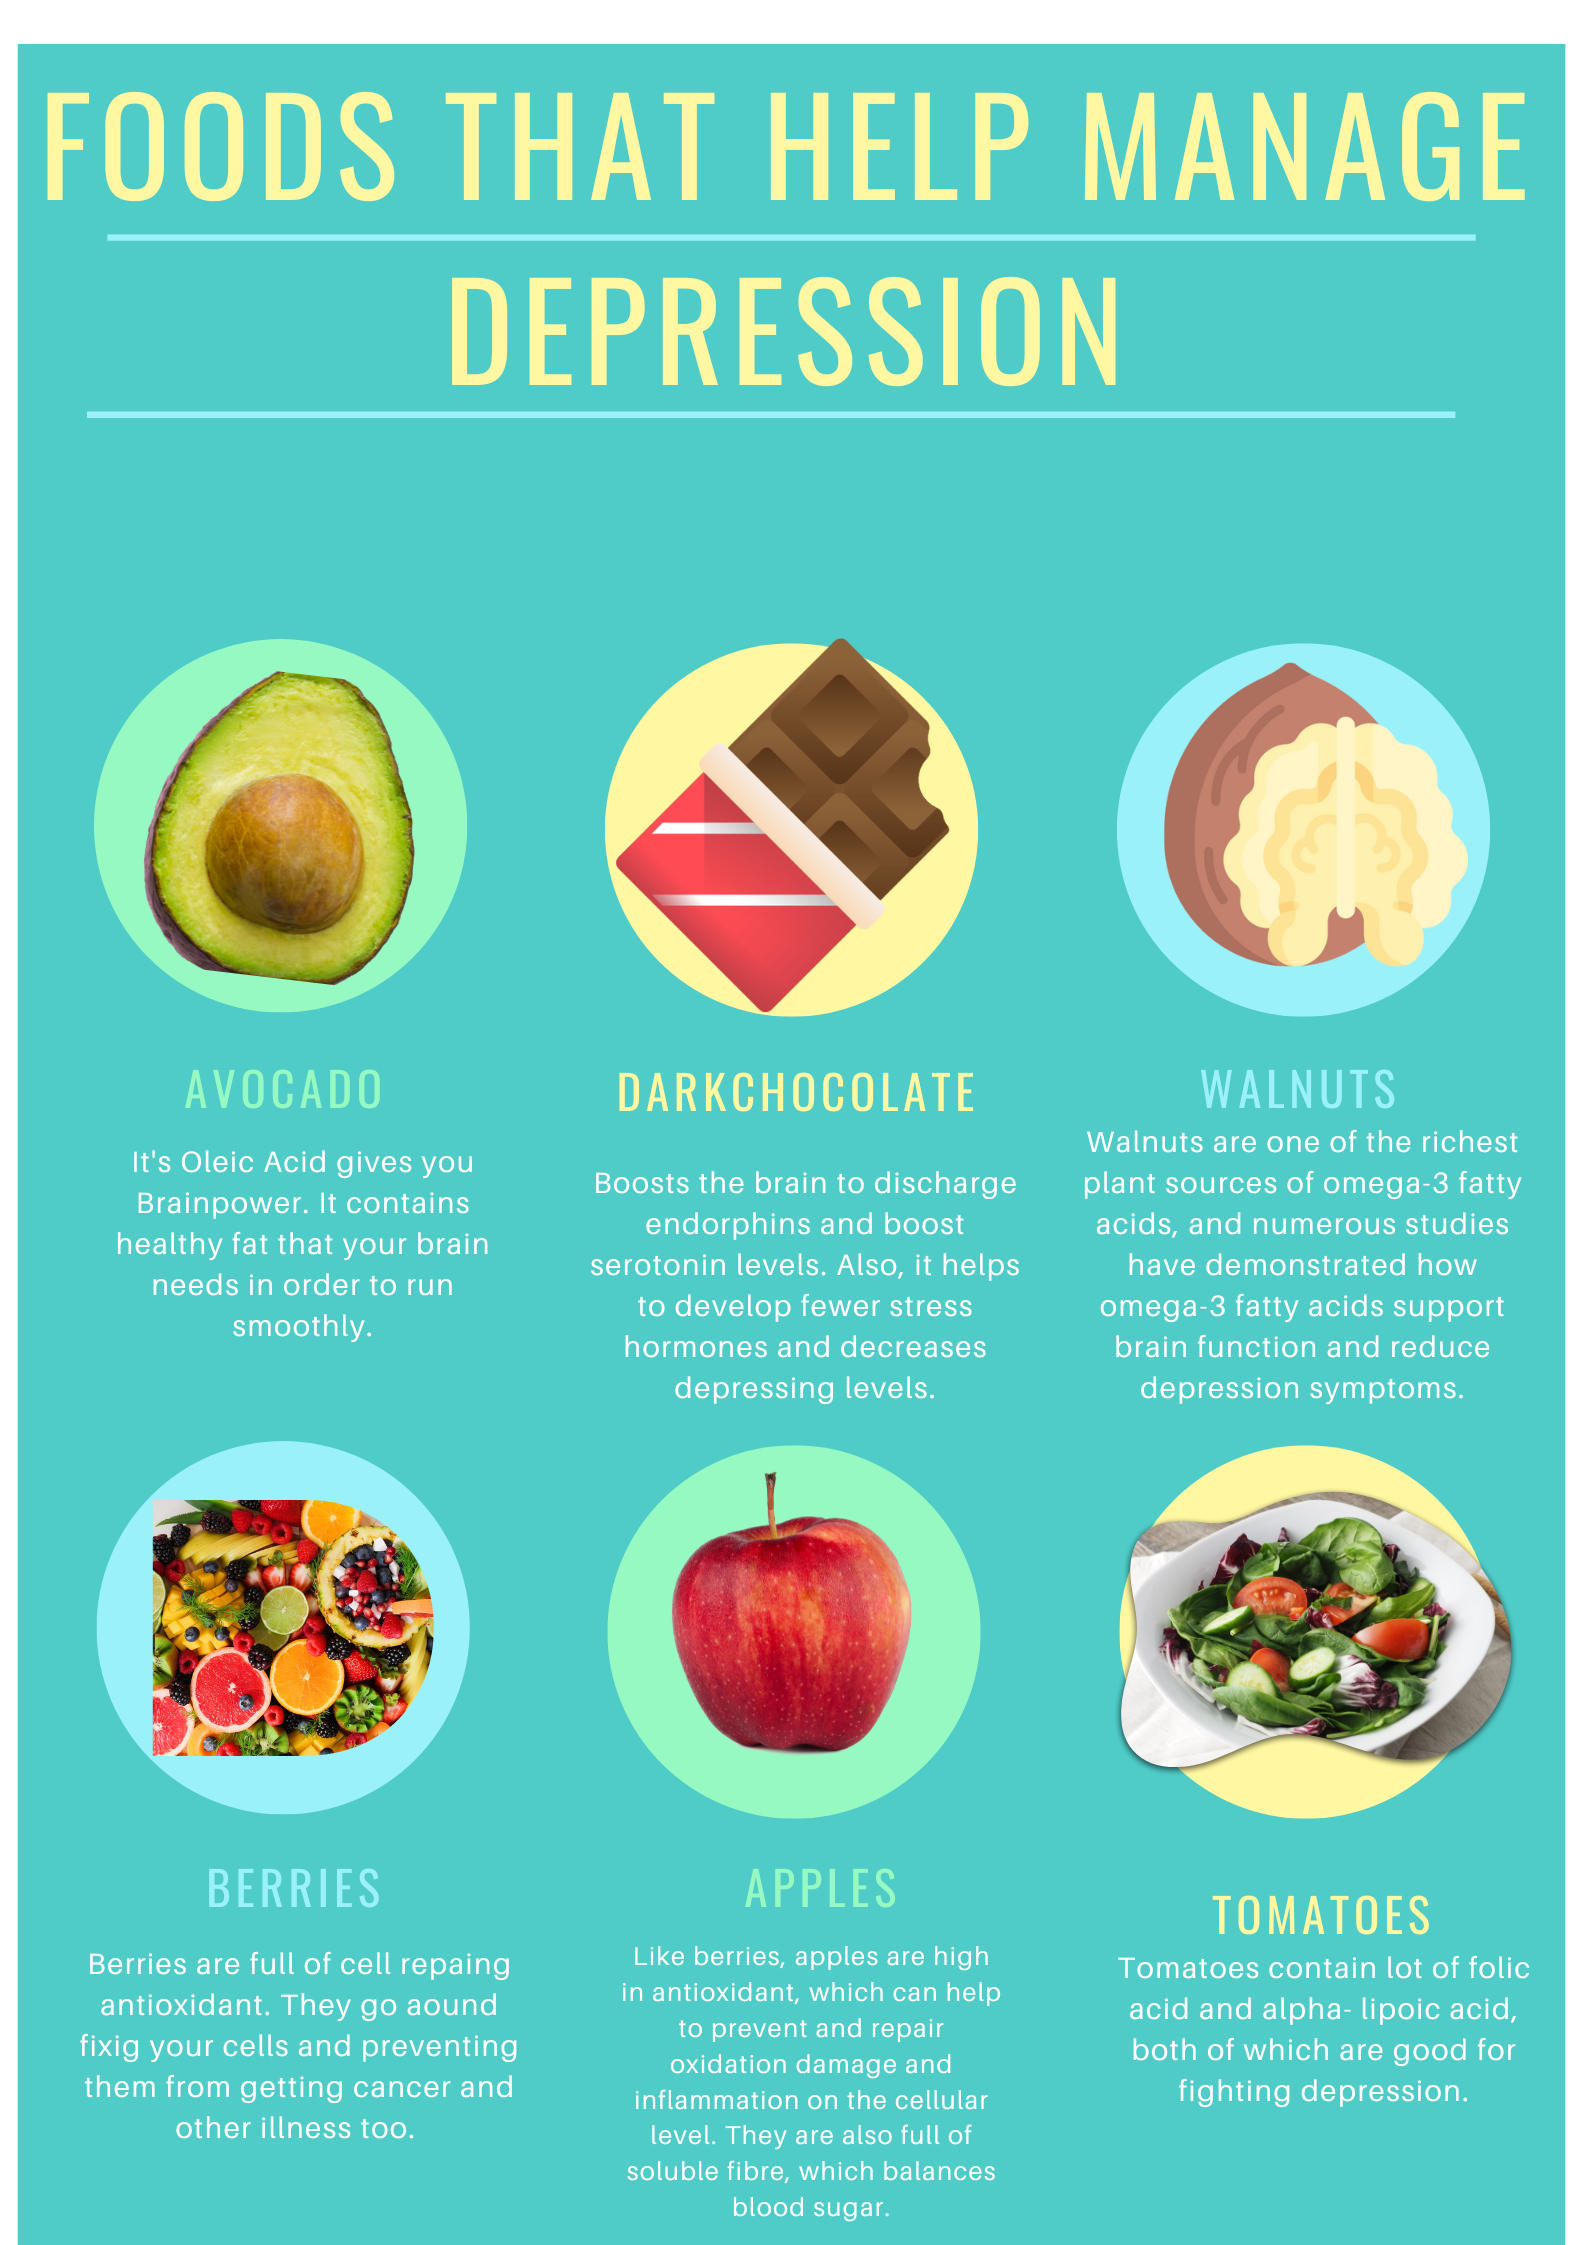 FOODS THAT HELP MANAGE
DEPRESSION
AVOCADO
It's Oleic Acid gives you
Brainpower. It contains
healthy fat that your brain
needs in order to run
smoothly.
DARKCHOCOLATE
Boosts the brain to discharge
endorphins and boost
serotonin levels. Also, it helps
to develop fewer stress
hormones and decreases
depressing levels.
WALNUTS
Walnuts are one of the richest
plant sources of omega-3 fatty
acids, and numerous studies
have demonstrated how
omega-3 fatty acids support
brain function and reduce
depression symptoms.
BERRIES
Berries are full of cell repaing
antioxidant. They go aound
fixig your cells and preventing
them from getting cancer and
other illness too.
APPLES
Like berries, apples are high
in antioxidant, which can help
to prevent and repair
oxidation damage and
inflammation on the cellular
level. They are also full of
soluble fibre, which balances
blood sugar.
TOMATOES
Tomatoes contain lot of folic
acid and alpha- lipoic acid,
both of which are good for
fighting depression.